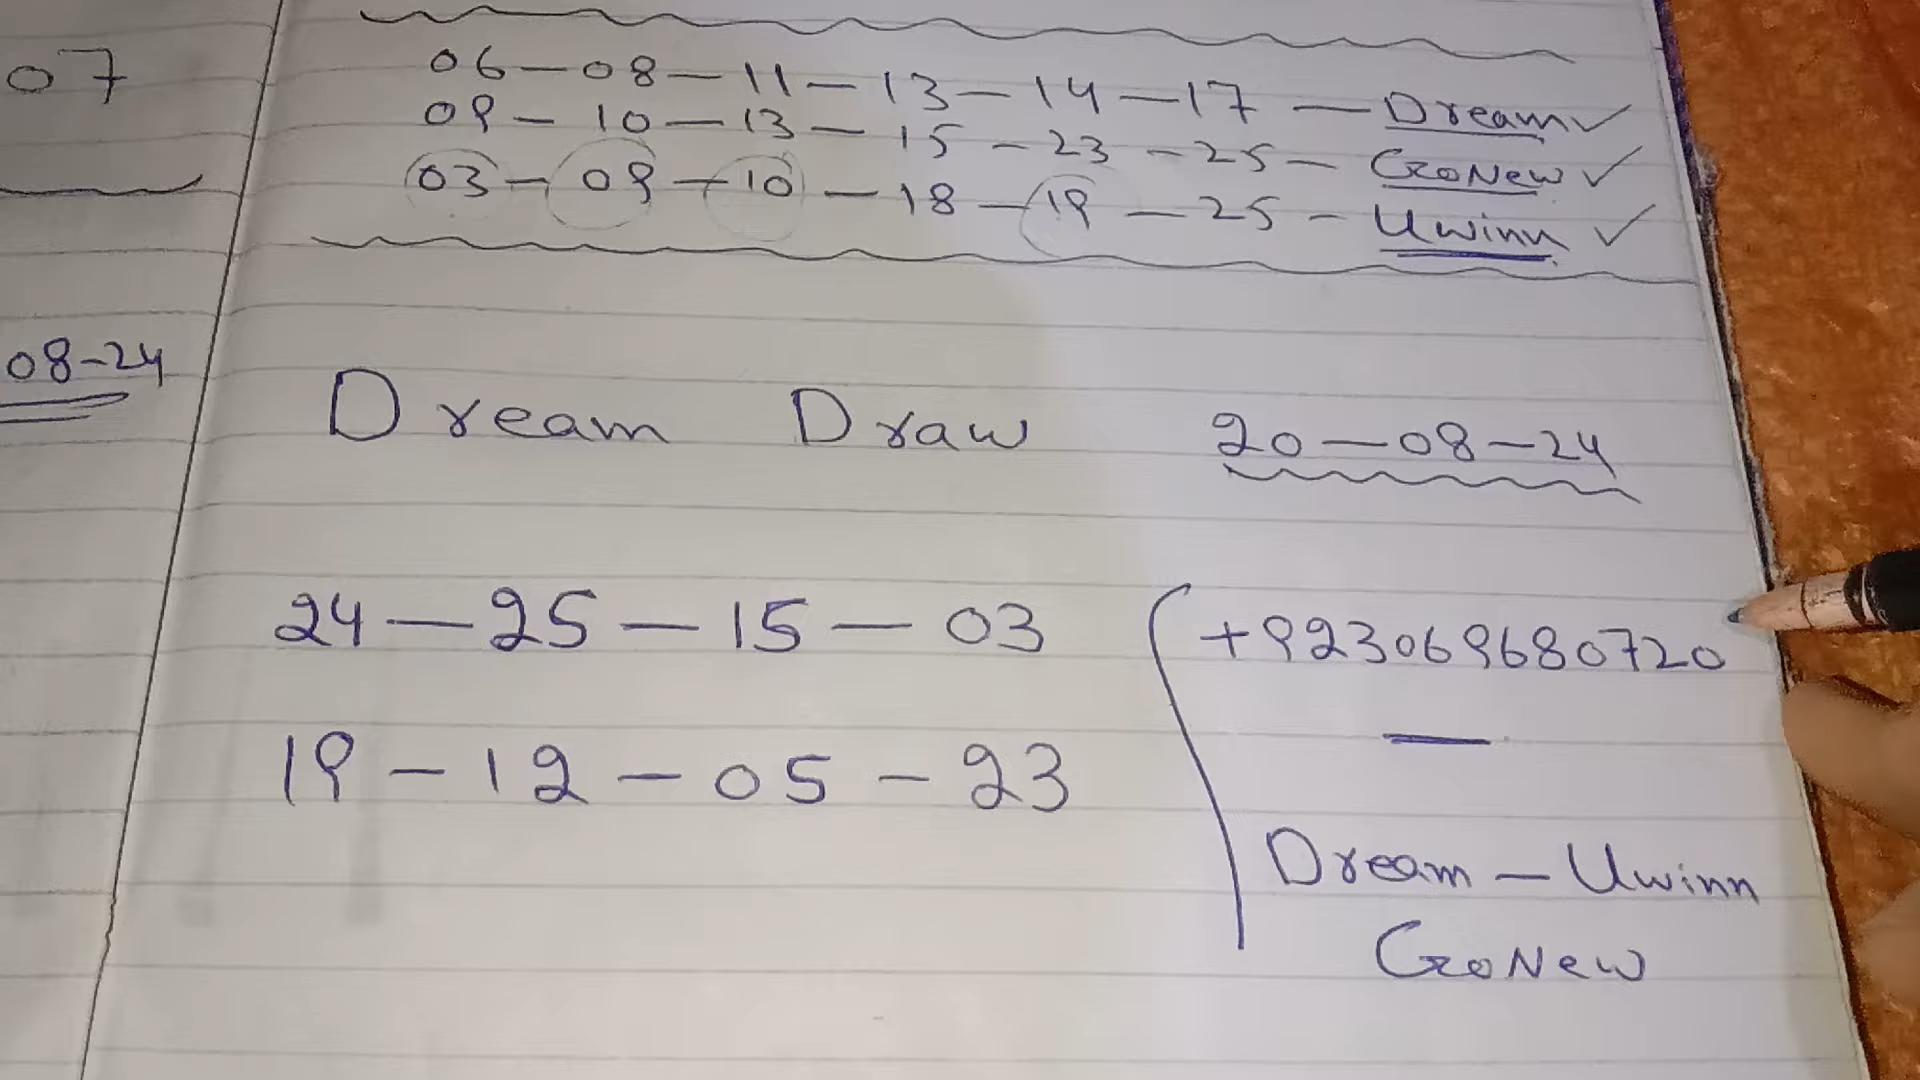 07
08-24
06-08-11-13-14-17-Dream✓
09-10-13-15-23-25-GoNew✓
03-09-10-18-19-25-Uwinn✓
Dream Draw 20-08-24
24-25-15-03
19-12-05-23
+923069680720
Dream-Uwinn
GoNew